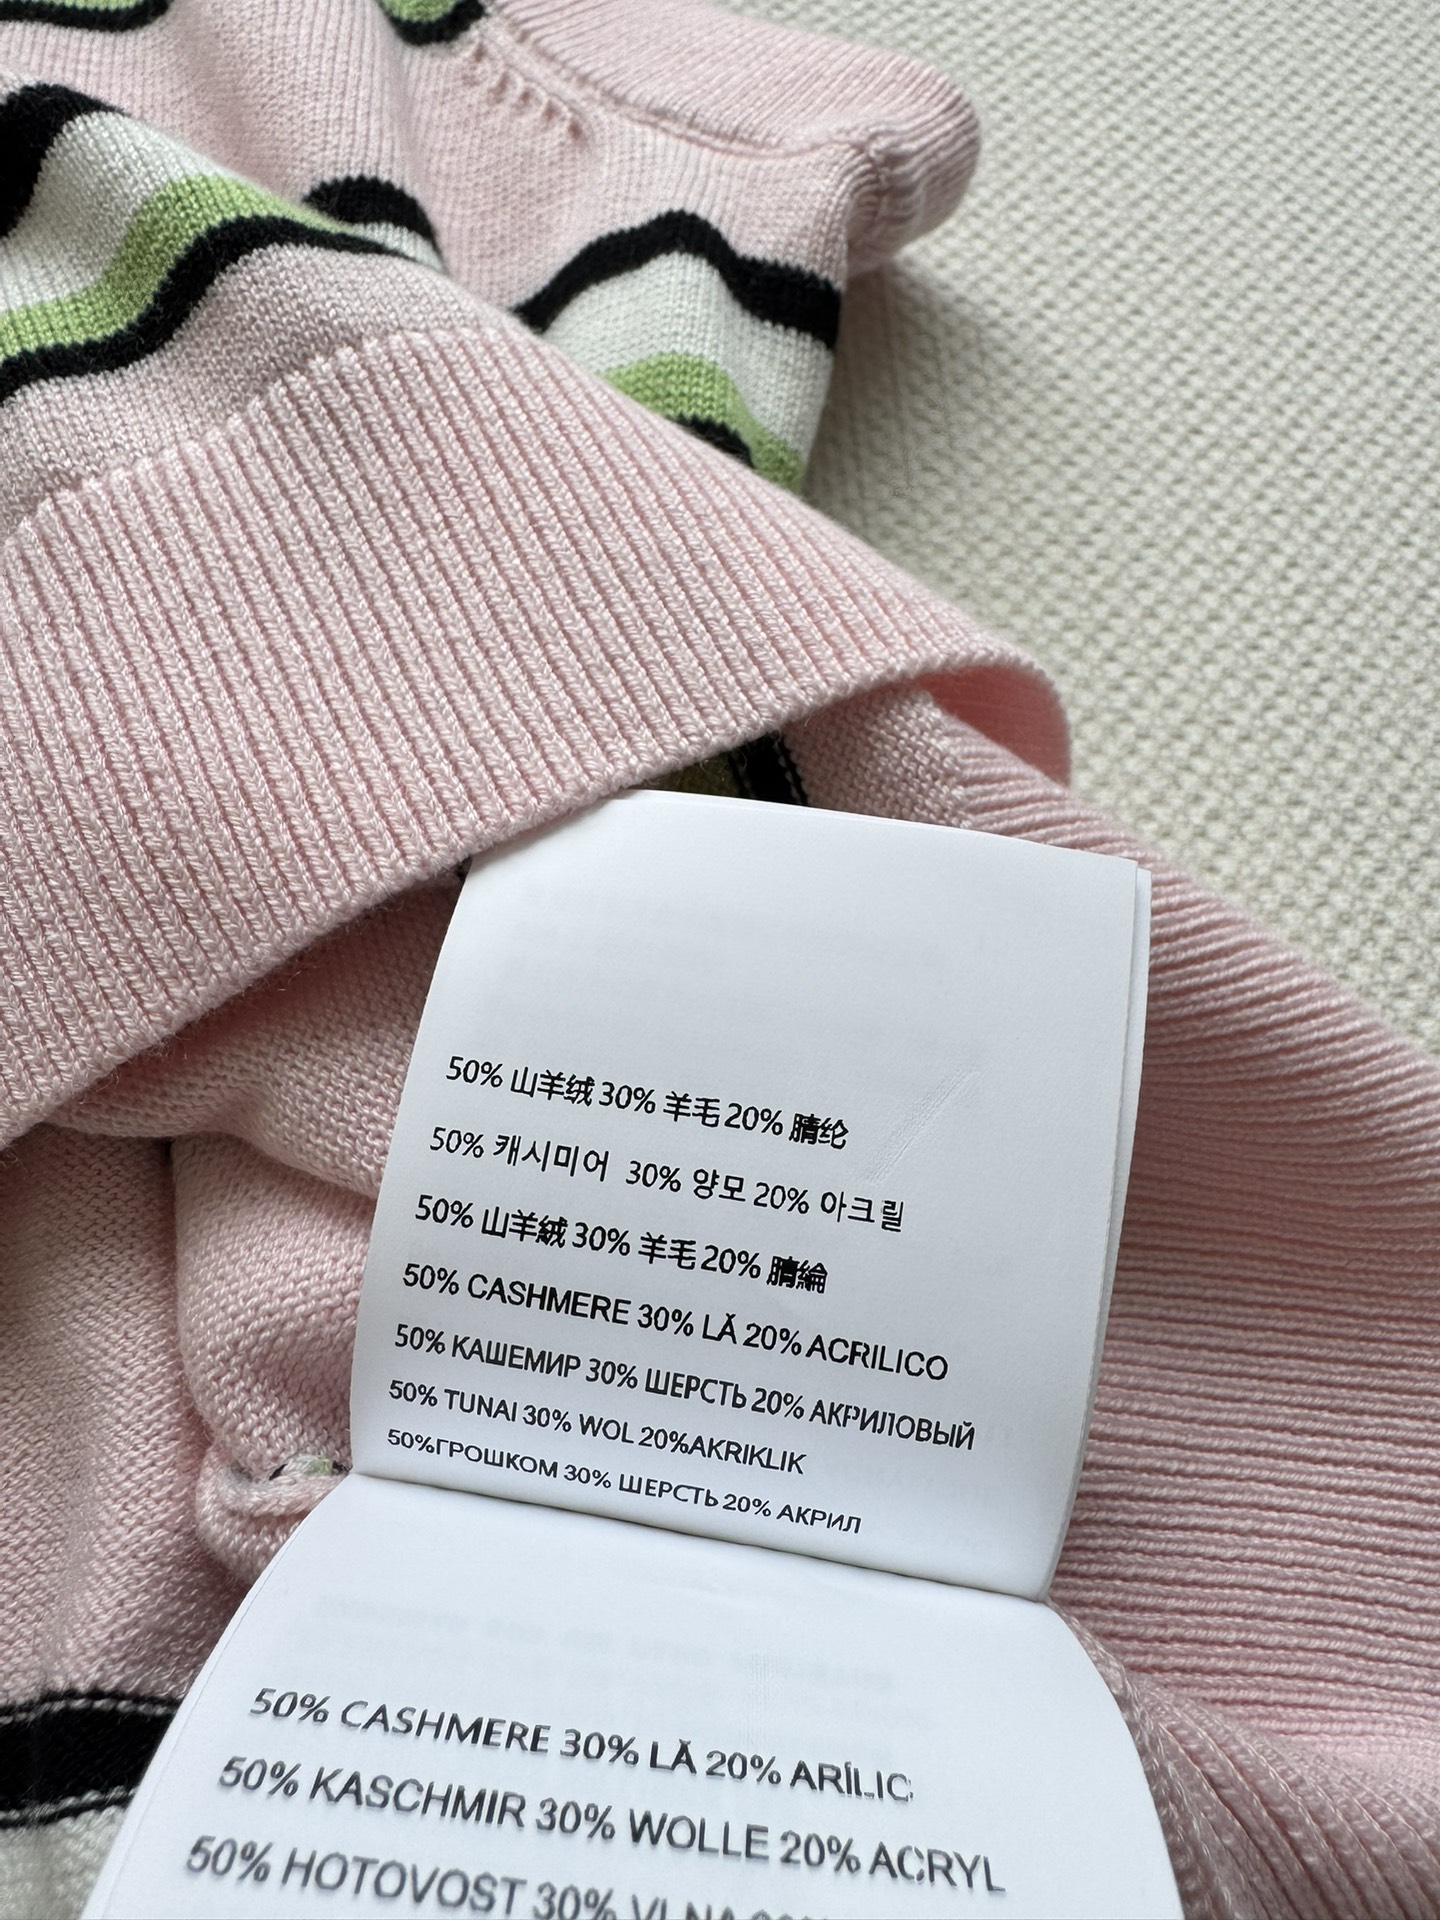 50% 山羊绒 30% 羊毛 20% 腈纶
50% 캐시미어 30% 양모 20% 아크릴
50% 山羊絨 30% 羊毛 20% 腈綸
50% CASHMERE 30% LǍ 20% ACRILICO
50% КАШЕМИР 30% ШЕРСТЬ 20% АКРИЛОВЫЙ
50% TUNAI 30% WOL 20%AKRIKLIK
50%ГРОШКОМ 30% ШЕРСТЬ 20% АКРИЛ
50% CASHMERE 30% LǍ 20% ARÍLIC
50% KASCHMIR 30% WOLLE 20% ACRYL
50% HOTOVOST 30% VLNA